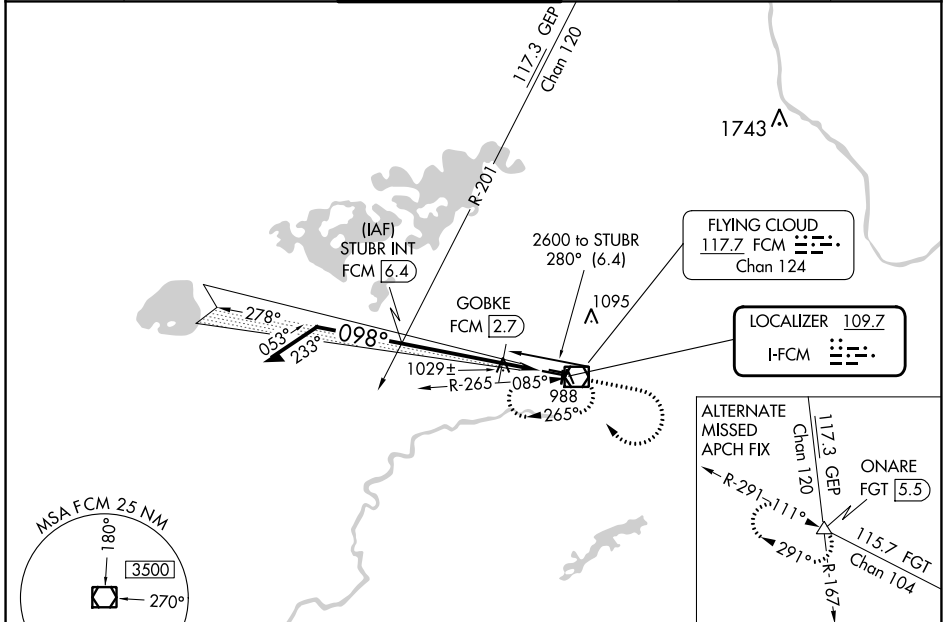 117.3 GEP
Chan 120
R-201
1743
(IAF)
STUBR INT
FCM 6.4
2600 to STUBR
280° (6.4)
FLYING CLOUD
117.7 FCM
Chan 124
GOBKE
FCM 2.7
1095
LOCALIZER 109.7
I-FCM
278°
053°
233°
098°
1029±
R-265
085°
988
265°
ALTERNATE
MISSED
APCH FIX
117.3 GEP
Chan 120
ONARE
FGT 5.5
R-291
111°
291°
115.7 FGT
Chan 104
R-167
MSA FCM 25 NM
180°
3500
270°